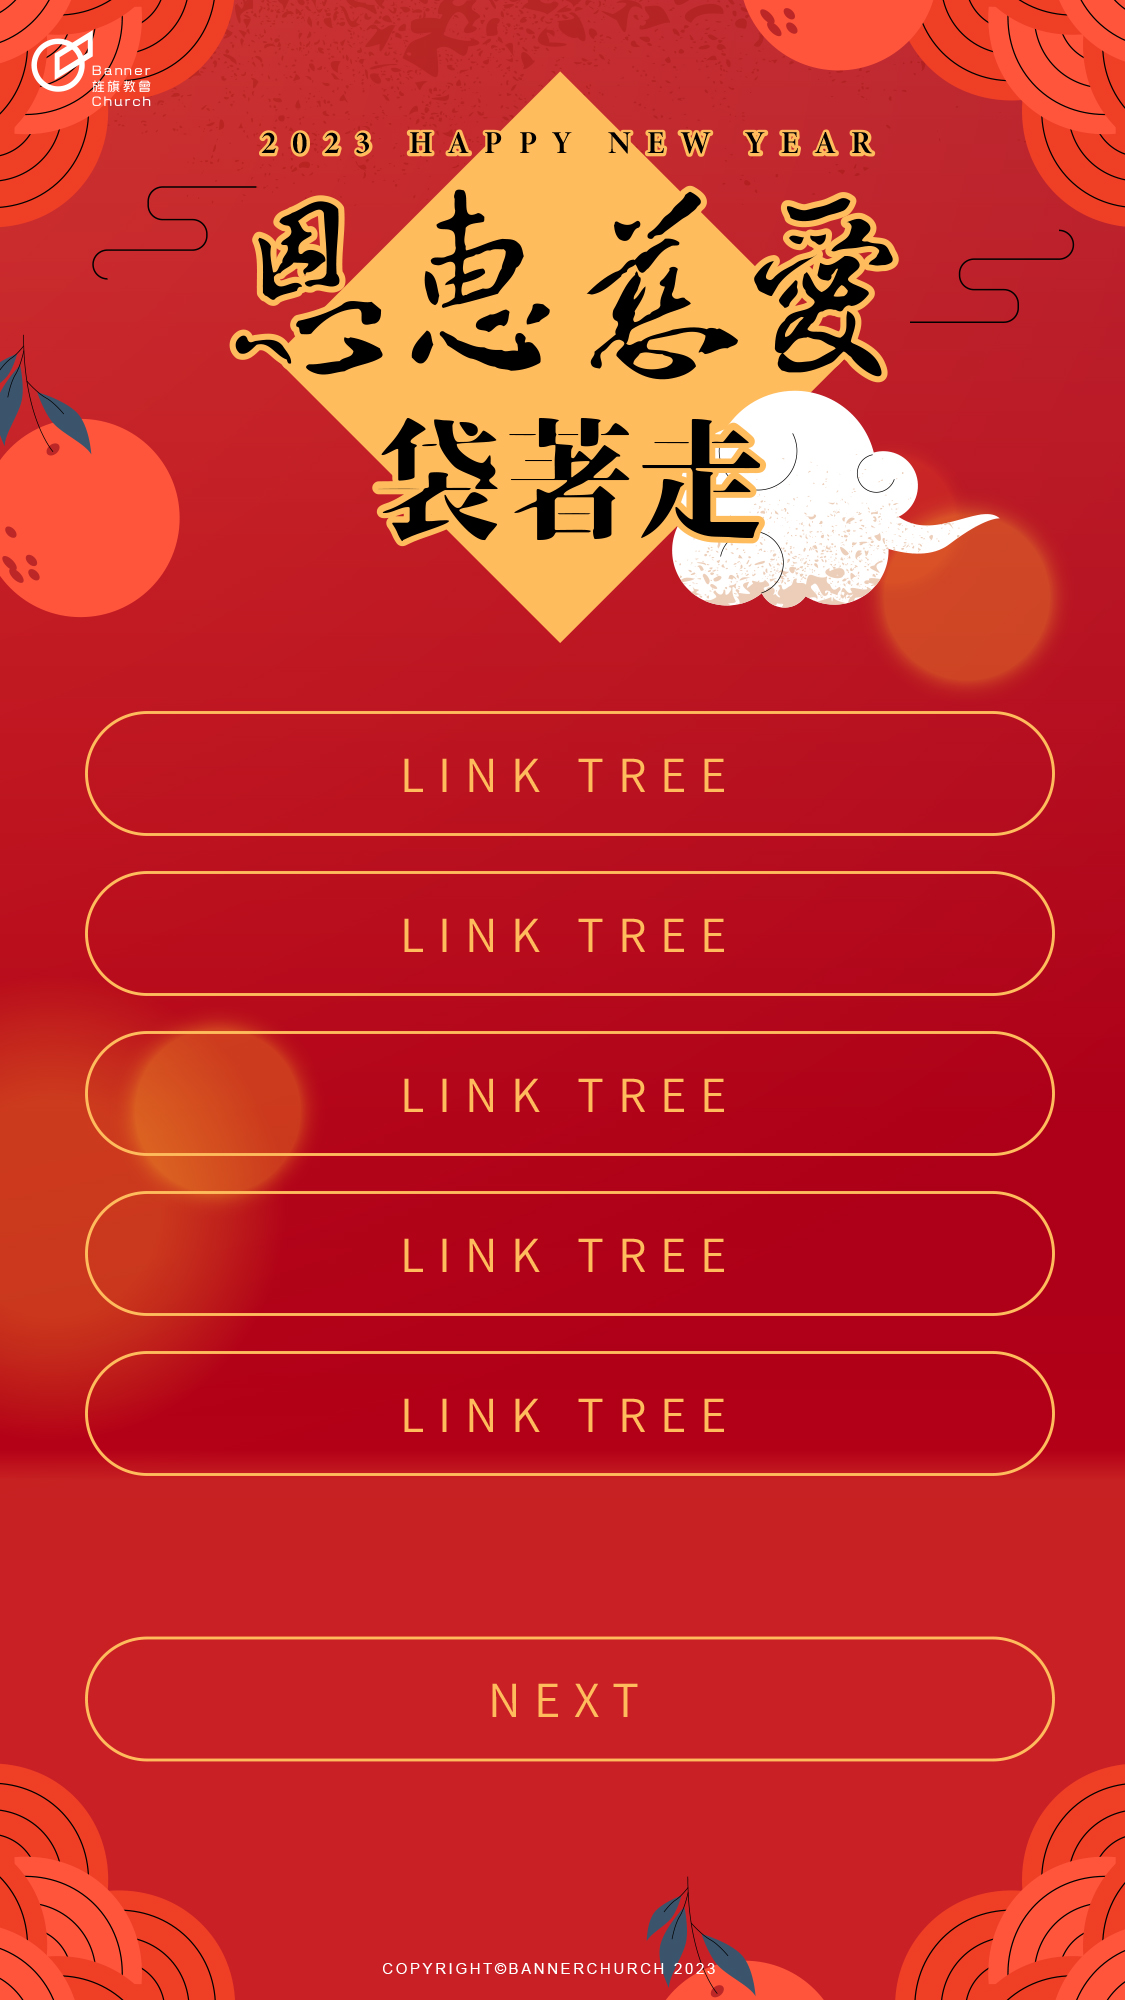 Banner
旌旗教會
Church
2023 HAPPY NEW YEAR
恩惠慈愛
袋著走
LINK TREE
LINK TREE
LINK TREE
LINK TREE
LINK TREE
NEXT
COPYRIGHT©BANNERCHURCH 2023